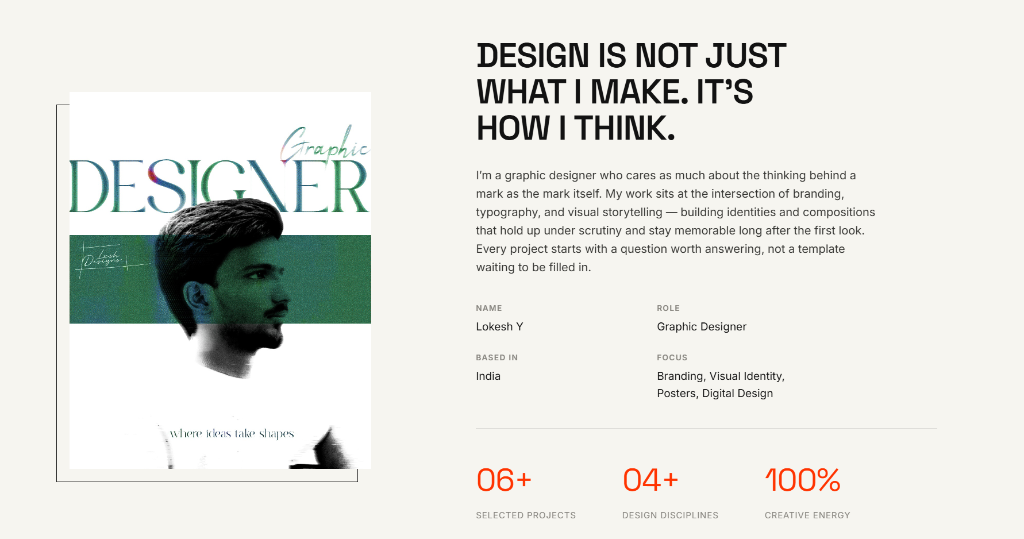 Graphic
DESIGNER
Losh
Designs
where ideas take shapes
DESIGN IS NOT JUST
WHAT I MAKE. IT’S
HOW I THINK.
I’m a graphic designer who cares as much about the thinking behind a
mark as the mark itself. My work sits at the intersection of branding,
typography, and visual storytelling — building identities and compositions
that hold up under scrutiny and stay memorable long after the first look.
Every project starts with a question worth answering, not a template
waiting to be filled in.
NAME
Lokesh Y
ROLE
Graphic Designer
BASED IN
India
FOCUS
Branding, Visual Identity,
Posters, Digital Design
06+
SELECTED PROJECTS
04+
DESIGN DISCIPLINES
100%
CREATIVE ENERGY